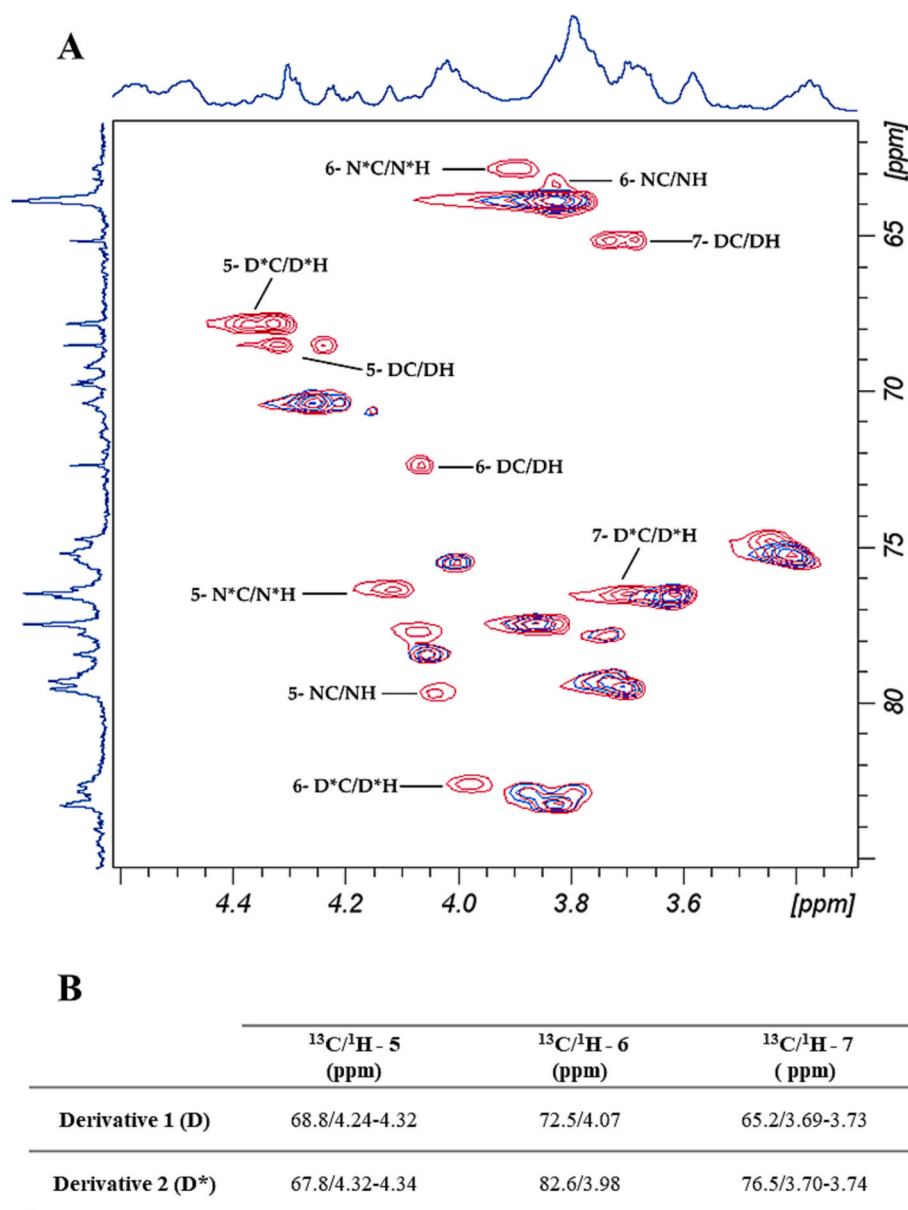 A
[ppm]
6- N*C/N*H
6- NC/NH
65
7- DC/DH
5- D*C/D*H
5- DC/DH
70
6- DC/DH
7- D*C/D*H
75
5- N*C/N*H
5- NC/NH
80
6- D*C/D*H
4.4 4.2 4.0 3.8 3.6 [ppm]
B
¹³C/¹H - 5 ¹³C/¹H - 6 ¹³C/¹H - 7
(ppm) (ppm) ( ppm)
Derivative 1 (D) 68.8/4.24-4.32 72.5/4.07 65.2/3.69-3.73
Derivative 2 (D*) 67.8/4.32-4.34 82.6/3.98 76.5/3.70-3.74